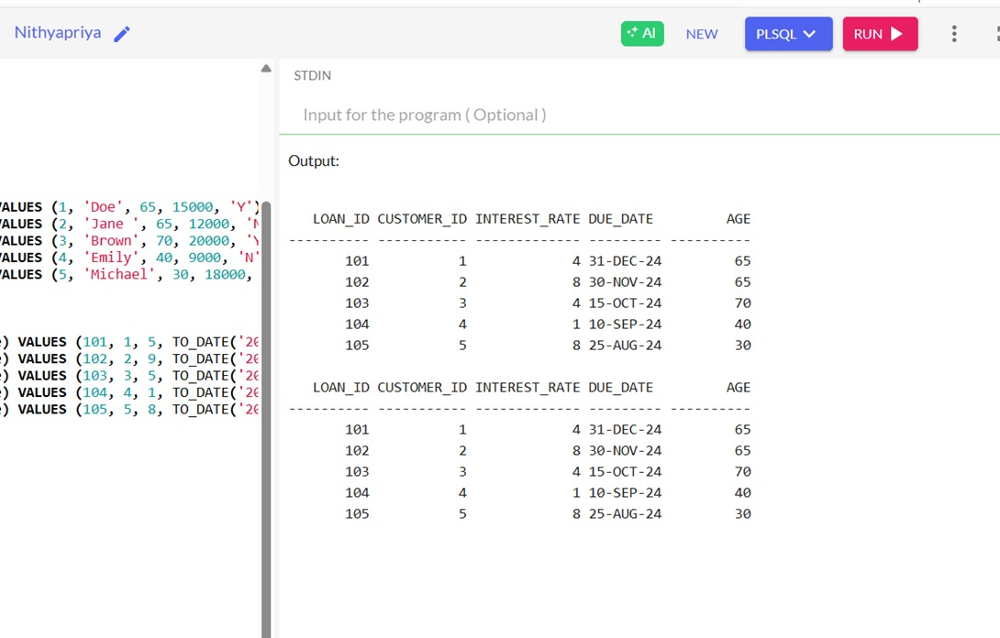 Nithyapriya
AI NEW PLSQL RUN
STDIN
Input for the program ( Optional )
Output:
VALUES (1, 'Doe', 65, 15000, 'Y')
VALUES (2, 'Jane ', 65, 12000, 'N
VALUES (3, 'Brown', 70, 20000, 'Y
VALUES (4, 'Emily', 40, 9000, 'N'
VALUES (5, 'Michael', 30, 18000,
e) VALUES (101, 1, 5, TO_DATE('20
e) VALUES (102, 2, 9, TO_DATE('20
e) VALUES (103, 3, 5, TO_DATE('20
e) VALUES (104, 4, 1, TO_DATE('20
e) VALUES (105, 5, 8, TO_DATE('20
LOAN_ID CUSTOMER_ID INTEREST_RATE DUE_DATE AGE
---------- ----------- ------------- --------- ----------
101 1 4 31-DEC-24 65
102 2 8 30-NOV-24 65
103 3 4 15-OCT-24 70
104 4 1 10-SEP-24 40
105 5 8 25-AUG-24 30
LOAN_ID CUSTOMER_ID INTEREST_RATE DUE_DATE AGE
---------- ----------- ------------- --------- ----------
101 1 4 31-DEC-24 65
102 2 8 30-NOV-24 65
103 3 4 15-OCT-24 70
104 4 1 10-SEP-24 40
105 5 8 25-AUG-24 30